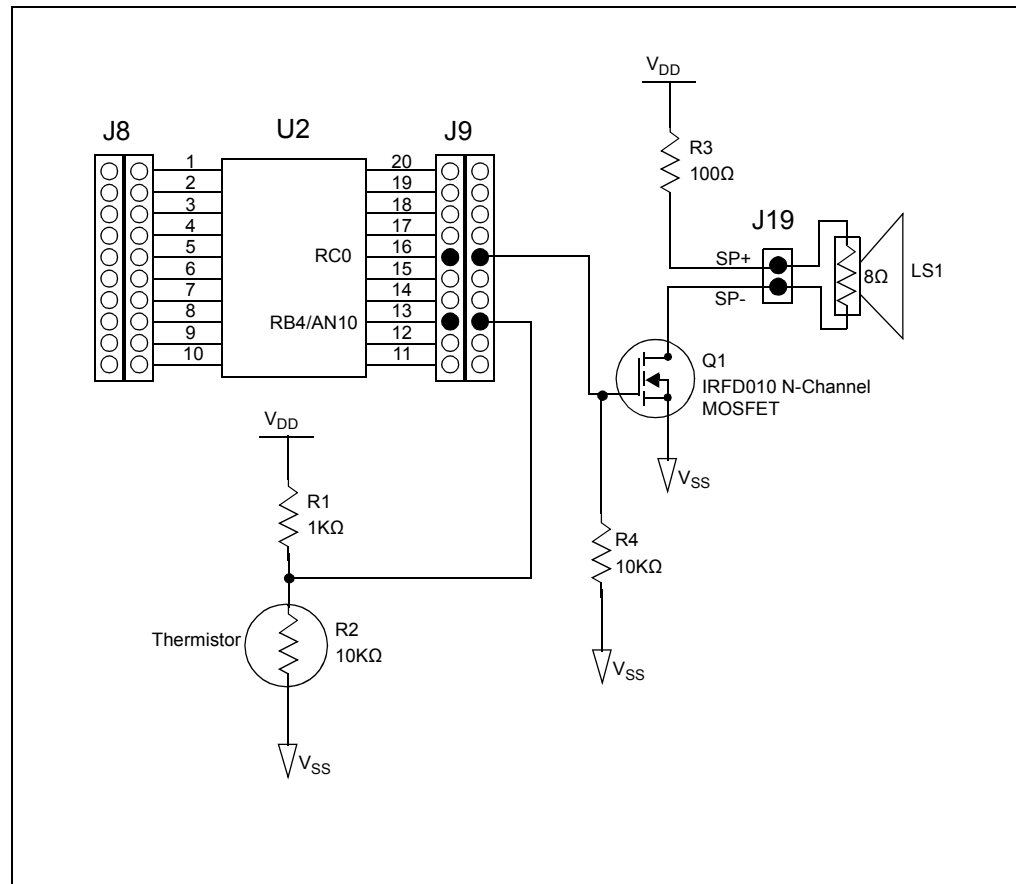 J8
U2
J9
1
2
3
4
5
6
7
8
9
10
20
19
18
17
16
15
14
13
12
11
RC0
RB4/AN10
VDD
R3
100Ω
J19
SP+
SP-
8Ω
LS1
Q1
IRFD010 N-Channel
MOSFET
VSS
R4
10KΩ
VSS
VDD
R1
1KΩ
Thermistor
R2
10KΩ
VSS